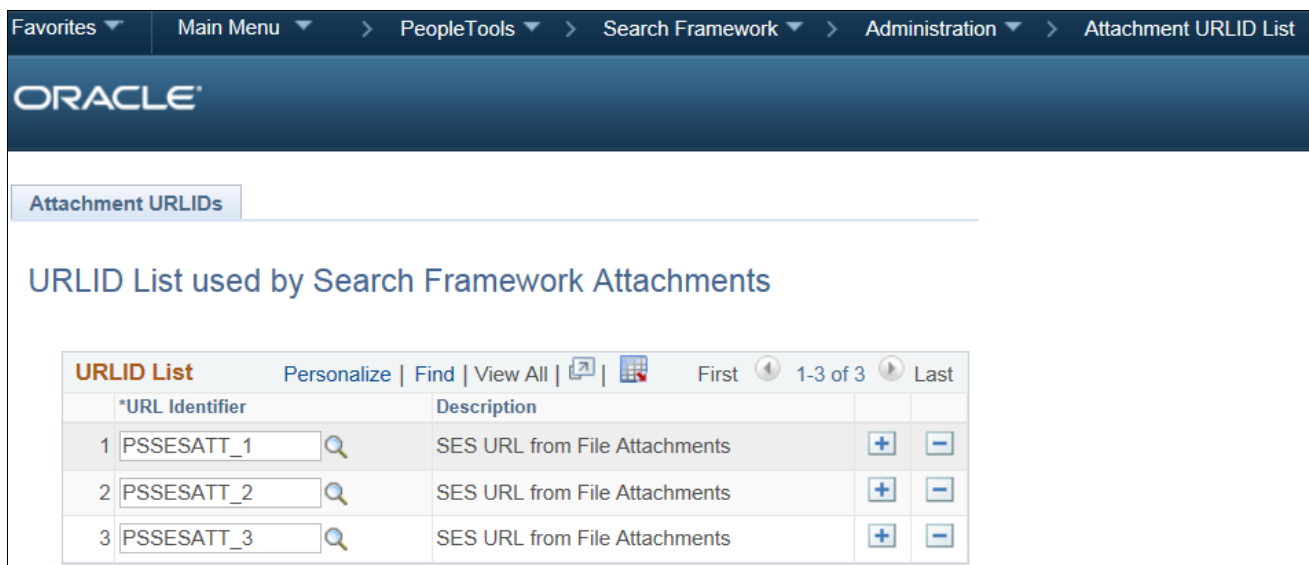 Favorites Main Menu > PeopleTools > Search Framework > Administration > Attachment URLID List
ORACLE
Attachment URLIDs
URLID List used by Search Framework Attachments
URLID List Personalize | Find | View All | | First 1-3 of 3 Last
*URL Identifier Description
1 PSSESATT_1 SES URL from File Attachments
2 PSSESATT_2 SES URL from File Attachments
3 PSSESATT_3 SES URL from File Attachments